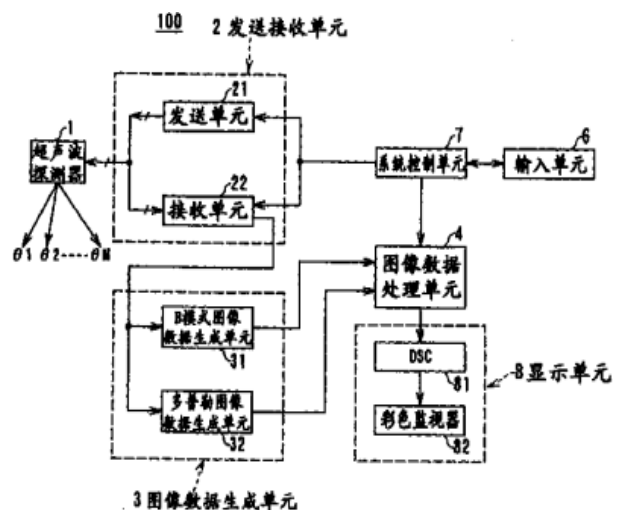 100
2 发送接收单元
21
发送单元
1
超声波
探测器
22
接收单元
7
系统控制单元
6
输入单元
θ1 θ2----θM
4
图像数据
处理单元
B模式图像
数据生成单元
31
多普勒图像
数据生成单元
32
DSC
81
彩色监视器
82
8显示单元
3图像数据生成单元